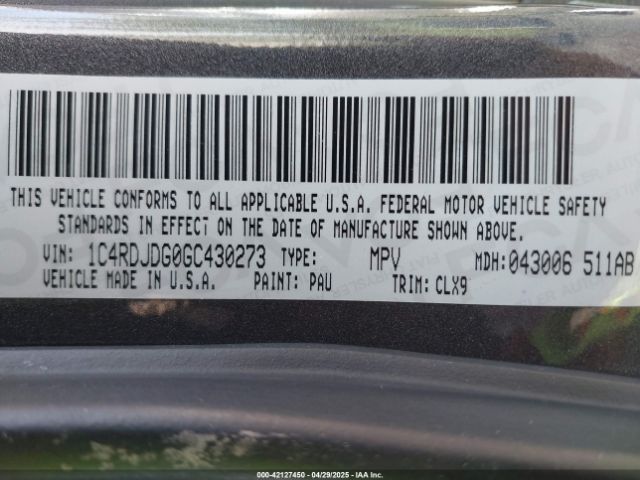 THIS VEHICLE CONFORMS TO ALL APPLICABLE U.S.A. FEDERAL MOTOR VEHICLE SAFETY
STANDARDS IN EFFECT ON THE DATE OF MANUFACTURE SHOWN ABOVE.
VIN: 1C4RDJDG0GC430273 TYPE: MPV MDH:043006 511AB
VEHICLE MADE IN U.S.A. PAINT: PAU TRIM: CLX9
000-42127450 04/29/2025 - IAAI.COM